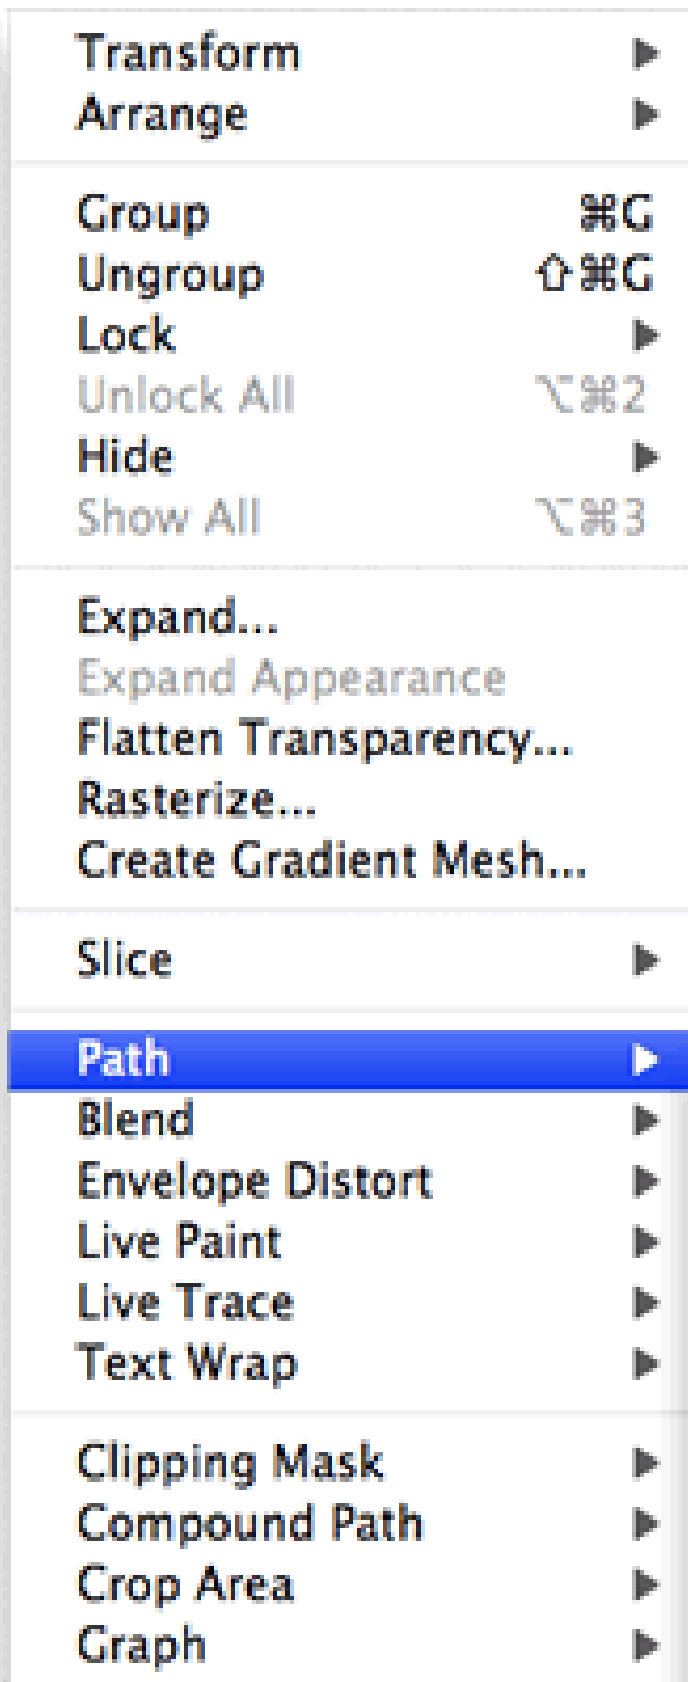 Transform
Arrange
Group ⌘G
Ungroup ⇧⌘G
Lock
Unlock All ⌥⌘2
Hide
Show All ⌥⌘3
Expand...
Expand Appearance
Flatten Transparency...
Rasterize...
Create Gradient Mesh...
Slice
Path
Blend
Envelope Distort
Live Paint
Live Trace
Text Wrap
Clipping Mask
Compound Path
Crop Area
Graph